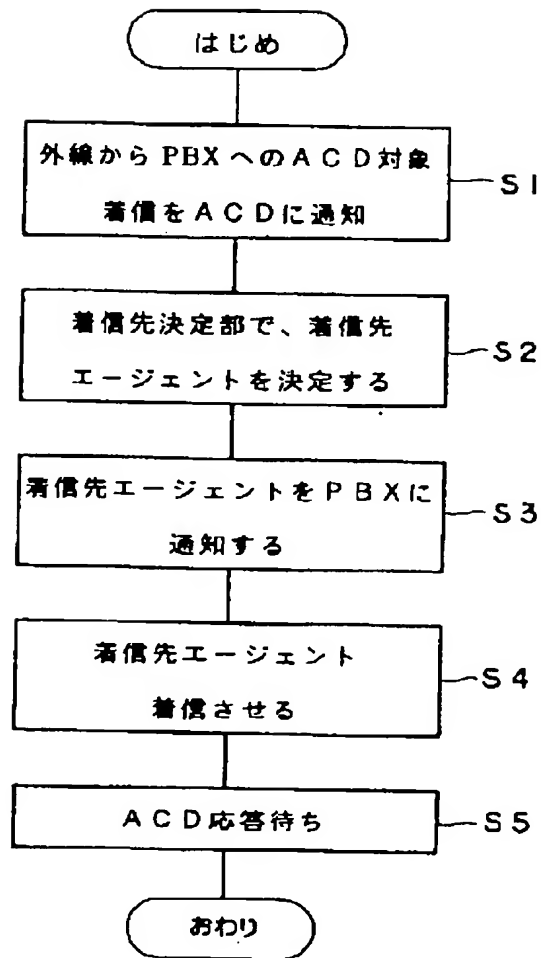 はじめ
外線からPBXへのACD対象
着信をACDに通知
S1
着信先決定部で、着信先
エージェントを決定する
S2
着信先エージェントをPBXに
通知する
S3
着信先エージェント
着信させる
S4
ACD応答待ち
S5
おわり